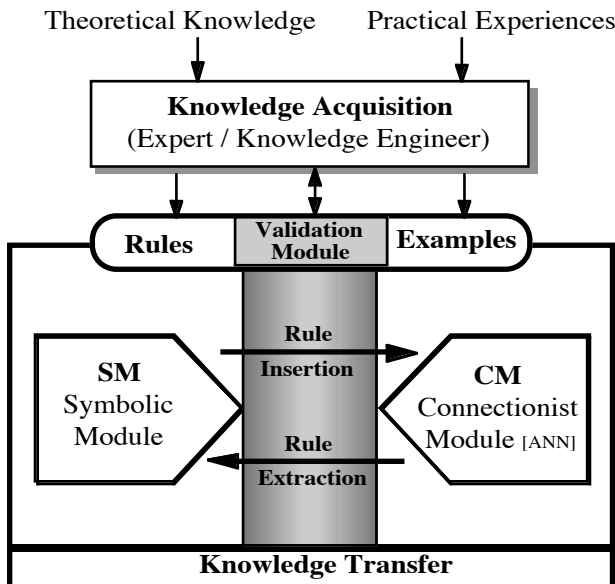 Theoretical Knowledge
Practical Experiences
Knowledge Acquisition
(Expert / Knowledge Engineer)
Rules
Validation
Module
Examples
Rule
Insertion
SM
Symbolic
Module
CM
Connectionist
Module [ANN]
Rule
Extraction
Knowledge Transfer